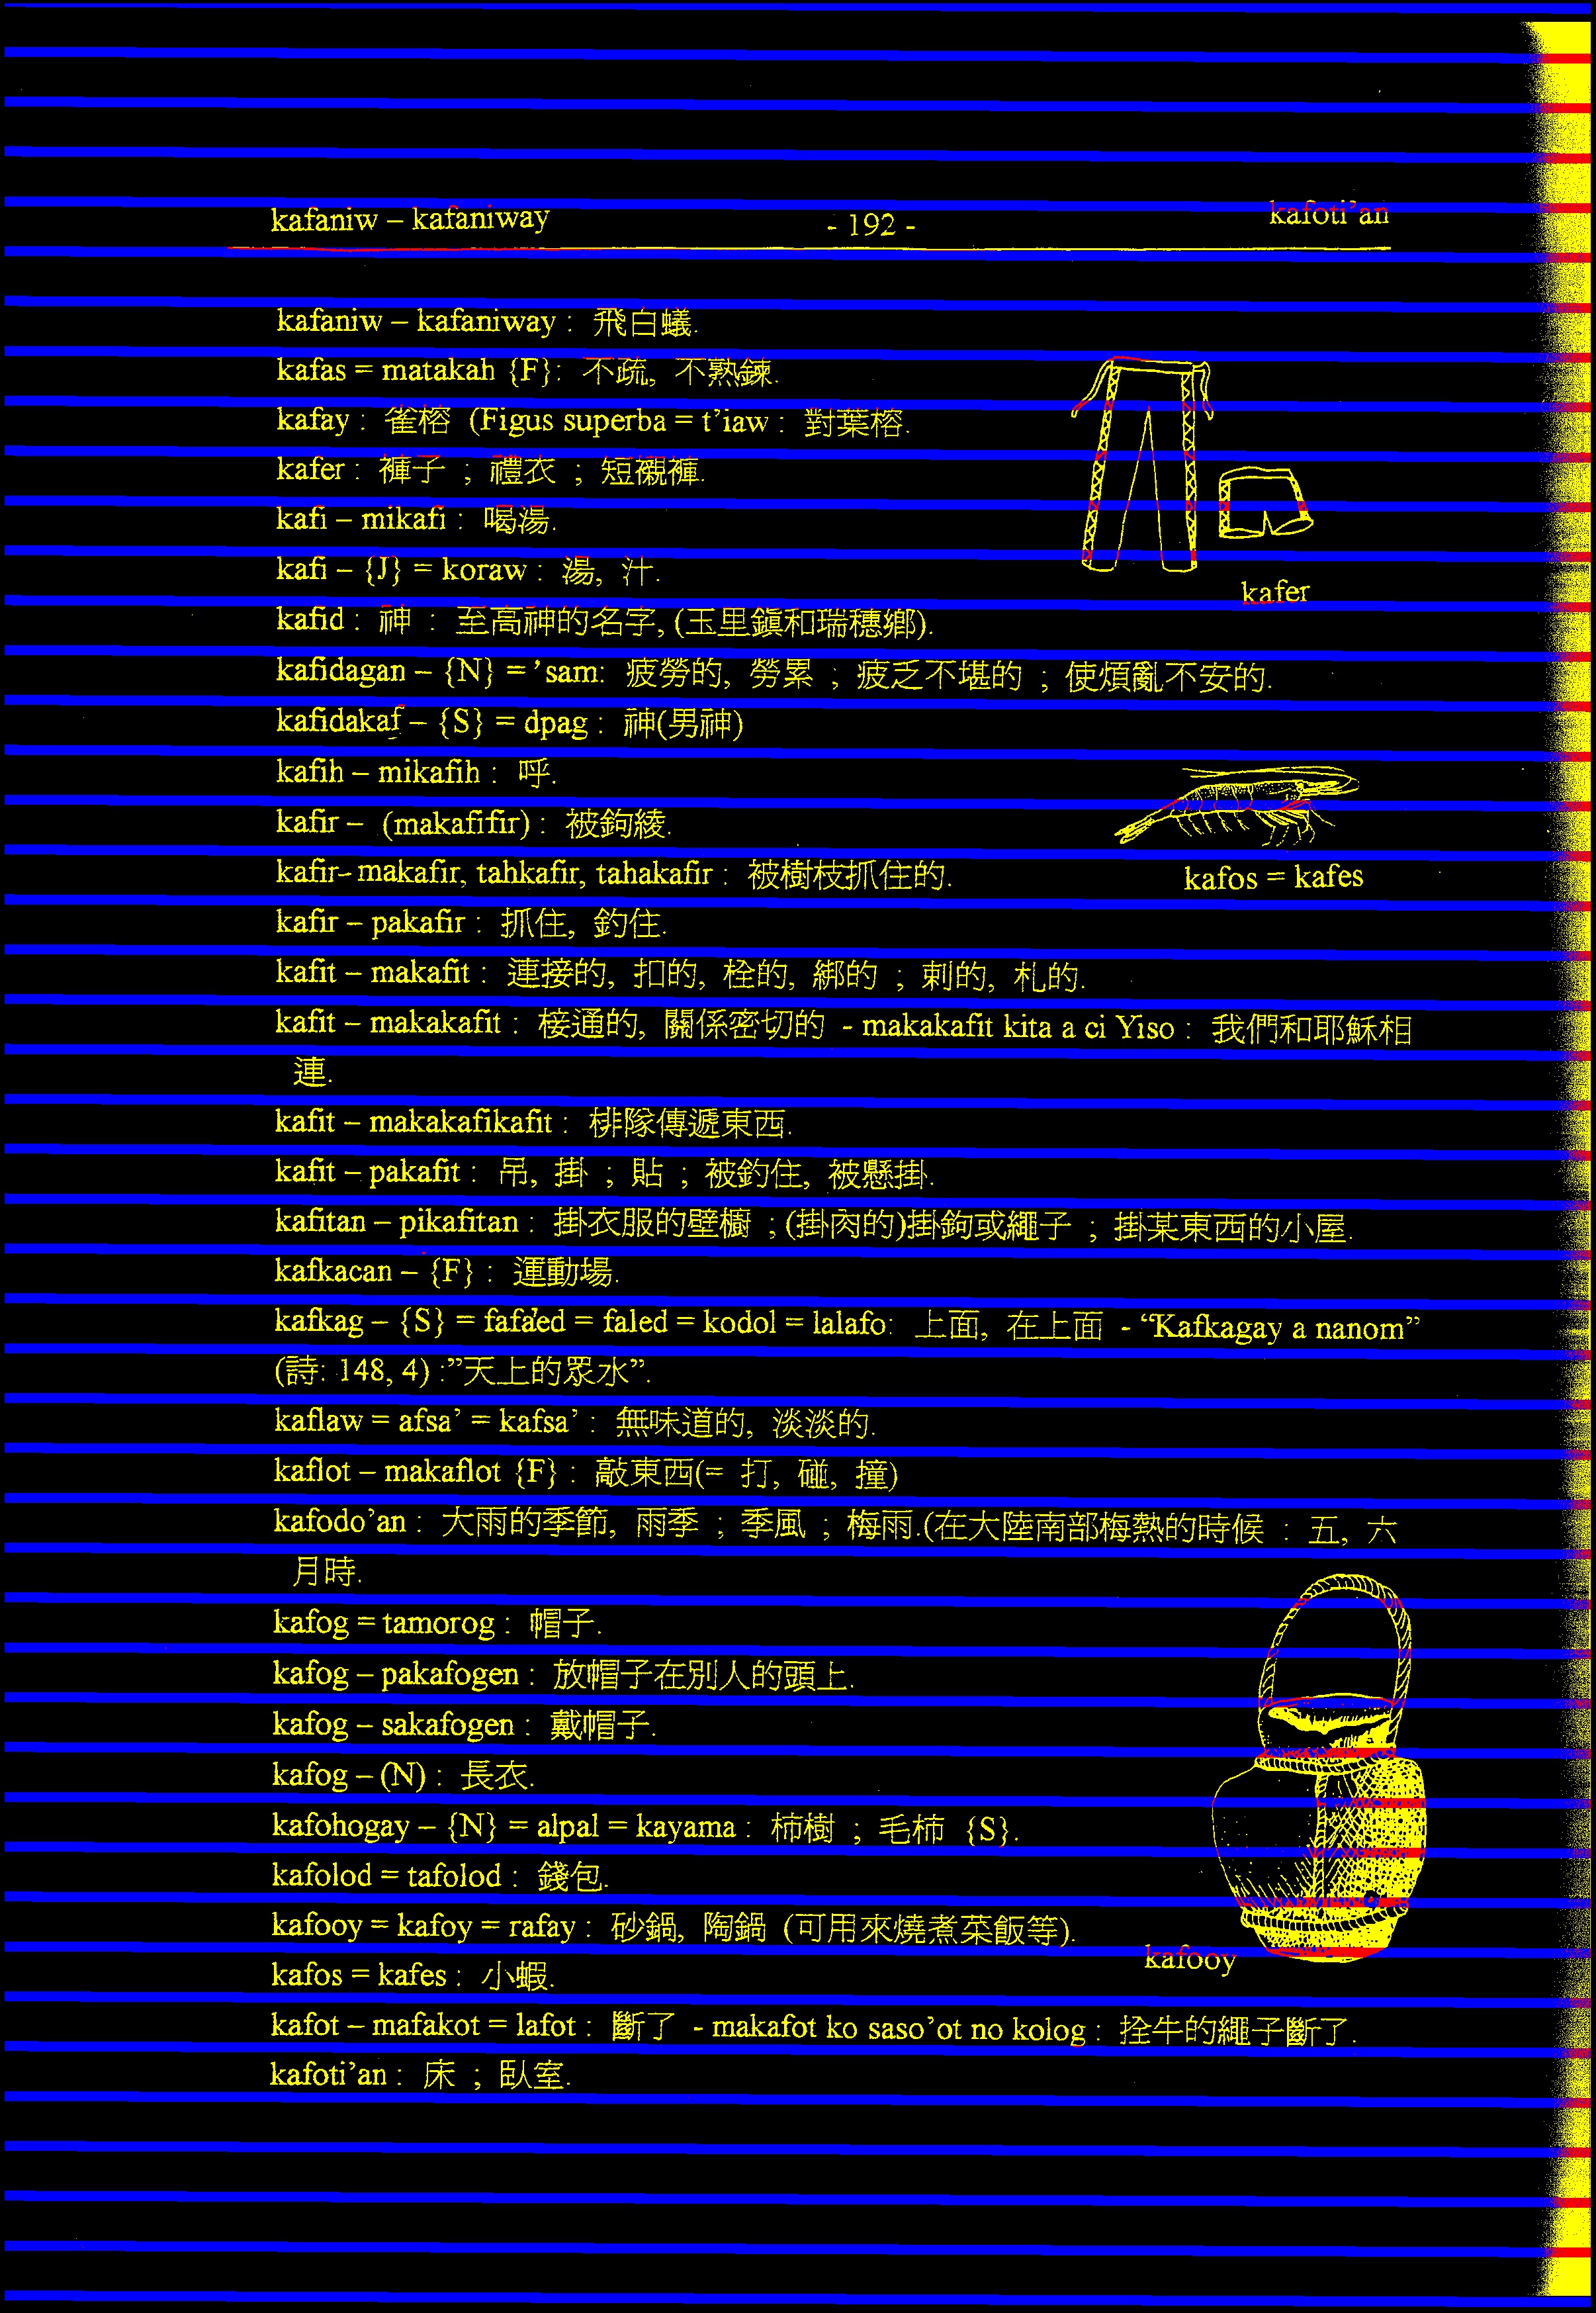 kafaniw – kafaniway - 192 - kafoti'an
kafaniw – kafaniway : 飛白蟻.
kafas = matakah {F}: 不疏, 不熟鍊.
kafay : 雀榕 (Figus superba = t'iaw : 對葉榕.
kafer : 褲子 ; 禮衣 ; 短襯褲.
kafi – mikafi : 喝湯.
kafi – {J} = koraw : 湯, 汁.
kafer
kafid : 神 : 至高神的名字, (玉里鎮和瑞穗鄉).
kafidagan – {N} = 'sam: 疲勞的, 勞累 ; 疲乏不堪的 ; 使煩亂不安的.
kafidakaf – {S} = dpag : 神(男神)
kafih – mikafih : 呼.
kafir – (makafifir) : 被鉤綾.
kafir- makafir, tahkafir, tahakafir : 被樹枝抓住的.
kafos = kafes
kafir – pakafir : 抓住, 釣住.
kafit – makafit : 連接的, 扣的, 栓的, 綁的 ; 刺的, 札的.
kafit – makakafit : 接通的, 關係密切的 - makakafit kita a ci Yiso : 我們和耶穌相
連.
kafit – makakafikafit : 排隊傳遞東西.
kafit – pakafit : 吊, 掛 ; 貼 ; 被釣住, 被懸掛.
kafitan – pikafitan : 掛衣服的壁櫥 ; (掛肉的)掛鉤或繩子 ; 掛某東西的小屋.
kafkacan – {F} : 運動場.
kafkag – {S} = fafa'ed = faled = kodol = lalafo: 上面, 在上面 - “Kafkagay a nanom”
(詩: 148, 4) :”天上的眾水”.
kaflaw = afsa' = kafsa' : 無味道的, 淡淡的.
kaflot – makaflot {F} : 敲東西(= 打, 碰, 撞)
kafodo'an : 大雨的季節, 雨季 ; 季風 ; 梅雨.(在大陸南部梅熱的時候 : 五, 六
月時.
kafog = tamorog : 帽子.
kafog – pakafogen : 放帽子在別人的頭上.
kafog – sakafogen : 戴帽子.
kafog – (N) : 長衣.
kafohogay – {N} = alpal = kayama : 柿樹 ; 毛柿 {S}.
kafolod = tafolod : 錢包.
kafooy = kafoy = rafay : 砂鍋, 陶鍋 (可用來燒煮菜飯等).
kafooy
kafos = kafes : 小蝦.
kafot – mafakot = lafot : 斷了 - makafot ko saso'ot no kolog : 拴牛的繩子斷了.
kafoti'an : 床 ; 臥室.